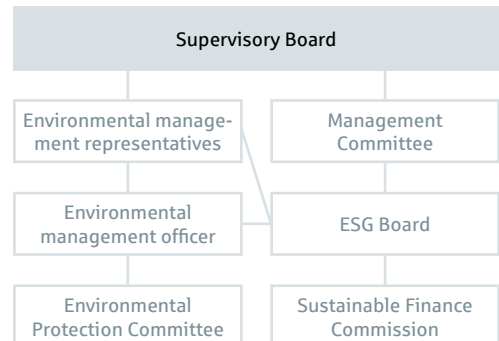 Supervisory Board
Environmental manage-
ment representatives
Management
Committee
Environmental
management officer
ESG Board
Environmental
Protection Committee
Sustainable Finance
Commission